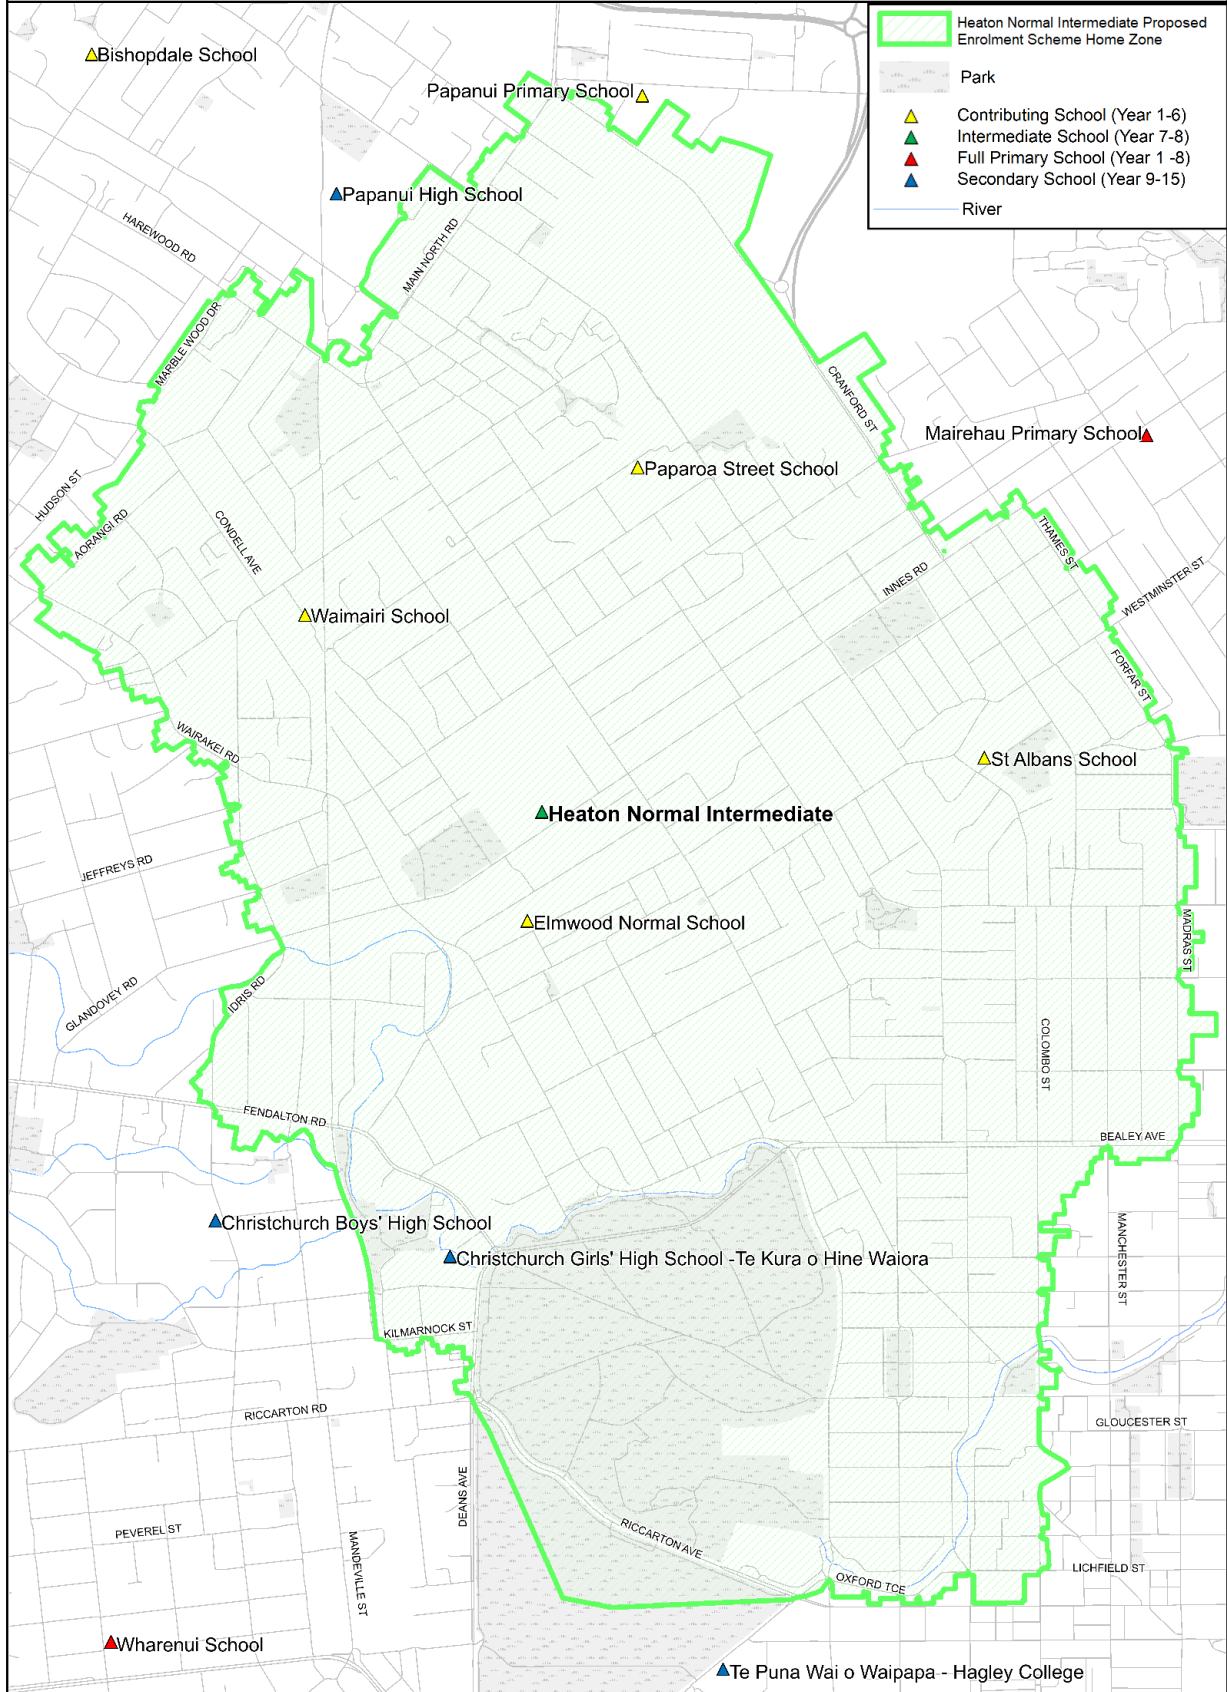 Heaton Normal Intermediate Proposed
Enrolment Scheme Home Zone
Park
Contributing School (Year 1-6)
Intermediate School (Year 7-8)
Full Primary School (Year 1 -8)
Secondary School (Year 9-15)
River
Bishopdale School
Papanui Primary School
Papanui High School
HAREWOOD RD
MAIN NORTH RD
MARBLE WOOD DR
CRANFORD ST
Mairehau Primary School
Paparoa Street School
HUDSON ST
AORANGI RD
CONDELL AVE
THAMES ST
INNES RD
WESTMINSTER ST
Waimairi School
FORFAR ST
WAIRAKEI RD
St Albans School
Heaton Normal Intermediate
JEFFREYS RD
Elmwood Normal School
MADRAS ST
GLANDOVEY RD
IDRIS RD
COLOMBO ST
FENDALTON RD
BEALEY AVE
Christchurch Boys' High School
MANCHESTER ST
Christchurch Girls' High School -Te Kura o Hine Waiora
KILMARNOCK ST
RICCARTON RD
GLOUCESTER ST
DEANS AVE
PEVEREL ST
MANDEVILLE ST
RICCARTON AVE
LICHFIELD ST
OXFORD TCE
Wharenui School
Te Puna Wai o Waipapa - Hagley College